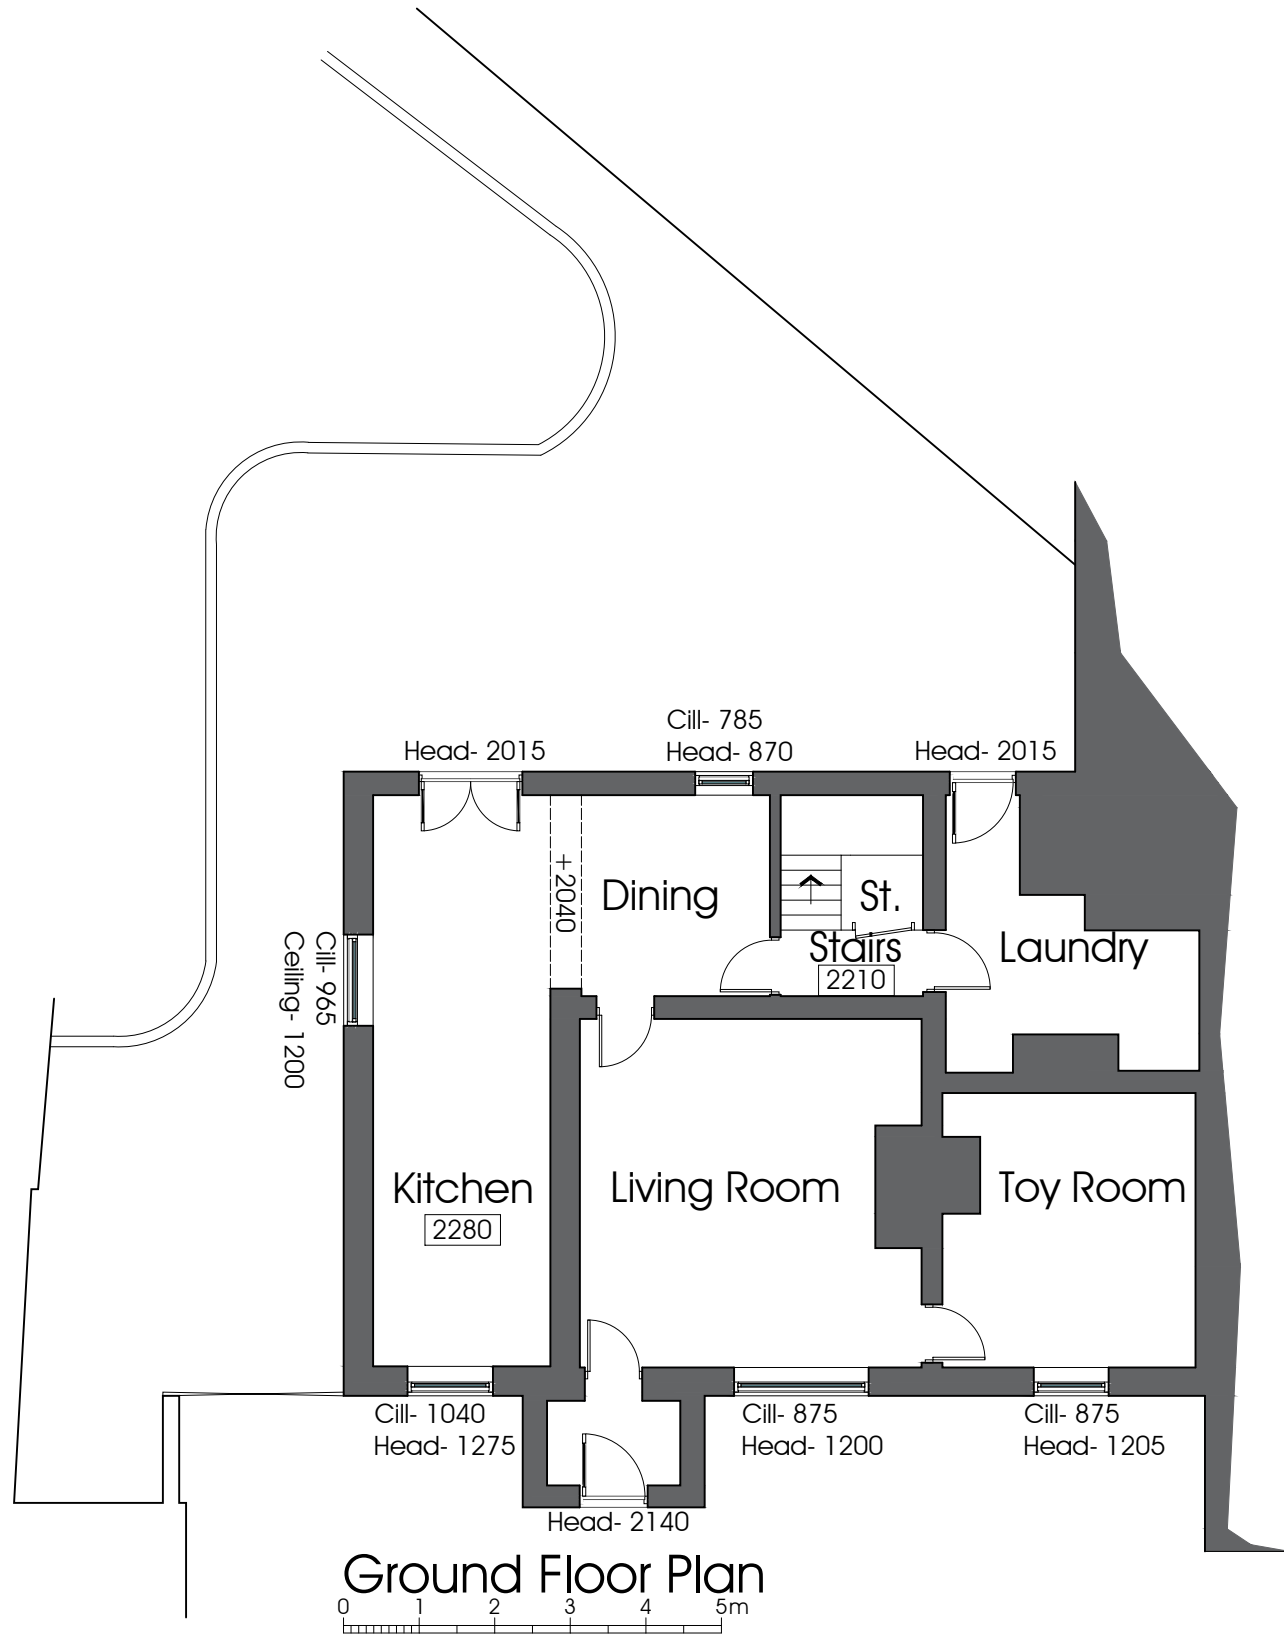 Cill- 785
Head- 2015
Head- 870
Head- 2015
+2040
Dining
St.
Stairs
2210
Laundry
Cill- 965
Ceiling- 1200
Kitchen
2280
Living Room
Toy Room
Cill- 1040
Head- 1275
Cill- 875
Head- 1200
Cill- 875
Head- 1205
Head- 2140
Ground Floor Plan
0 1 2 3 4 5m